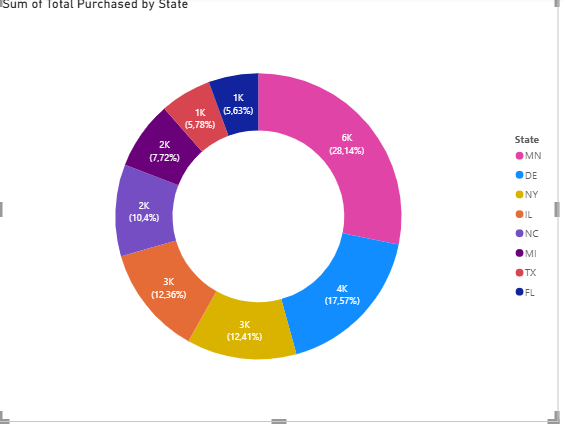 Sum of Total Purchased by State
1K
(5,63%)
1K
(5,78%)
6K
(28,14%)
2K
(7,72%)
2K
(10,4%)
3K
(12,36%)
4K
(17,57%)
3K
(12,41%)
State
MN
DE
NY
IL
NC
MI
TX
FL